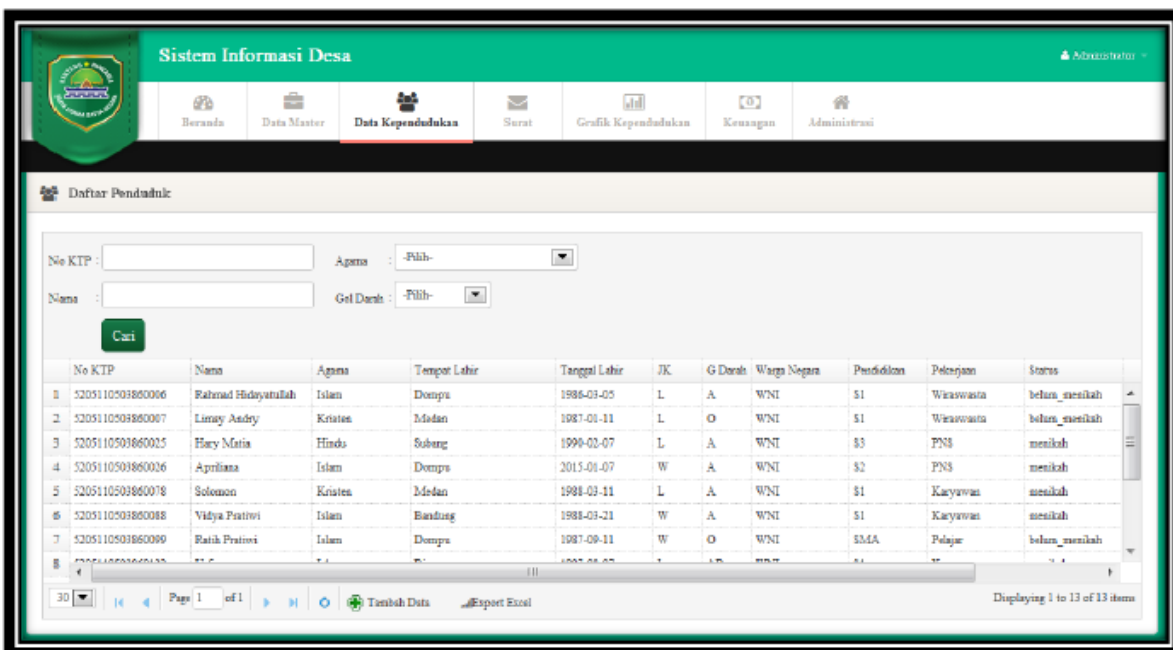 Sistem Informasi Desa
Administrator
Beranda Data Master Data Kependudukan Surat Grafik Kependudukan Keuangan Administrasi
Daftar Penduduk
No KTP : Agama : -Pilih-
Nama : Gol Darah : -Pilih-
Cari
No KTP Nama Agama Tempat Lahir Tanggal Lahir JK G Darah Warga Negara Pendidikan Pekerjaan Status
1 5205110503860006 Rahmad Hidayatullah Islam Dompu 1986-03-05 L A WNI S1 Wiraswasta belum_menikah
2 5205110503860007 Limsy Andry Kristen Medan 1987-01-11 L O WNI S1 Wiraswasta belum_menikah
3 5205110503860025 Hary Matia Hindu Subang 1990-02-07 L A WNI S3 PNS menikah
4 5205110503860026 Apriliana Islam Dompu 2015-01-07 W A WNI S2 PNS menikah
5 5205110503860078 Solomon Kristen Medan 1988-03-11 L A WNI S1 Karyawan menikah
6 5205110503860088 Vidya Pratiwi Islam Bandung 1988-03-21 W A WNI S1 Karyawan menikah
7 5205110503860099 Ratih Pratiwi Islam Dompu 1987-09-11 W O WNI SMA Pelajar belum_menikah
8
30 Page 1 of 1 Tambah Data Export Excel Displaying 1 to 13 of 13 items